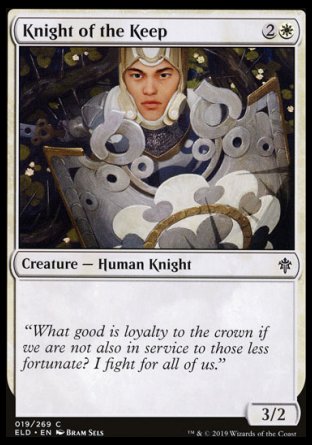 Knight of the Keep 2
Creature — Human Knight
“What good is loyalty to the crown if
we are not also in service to those less
fortunate? I fight for all of us.”
3/2
019/269 C
ELD • EN Bram Sels
™ & © 2019 Wizards of the Coast